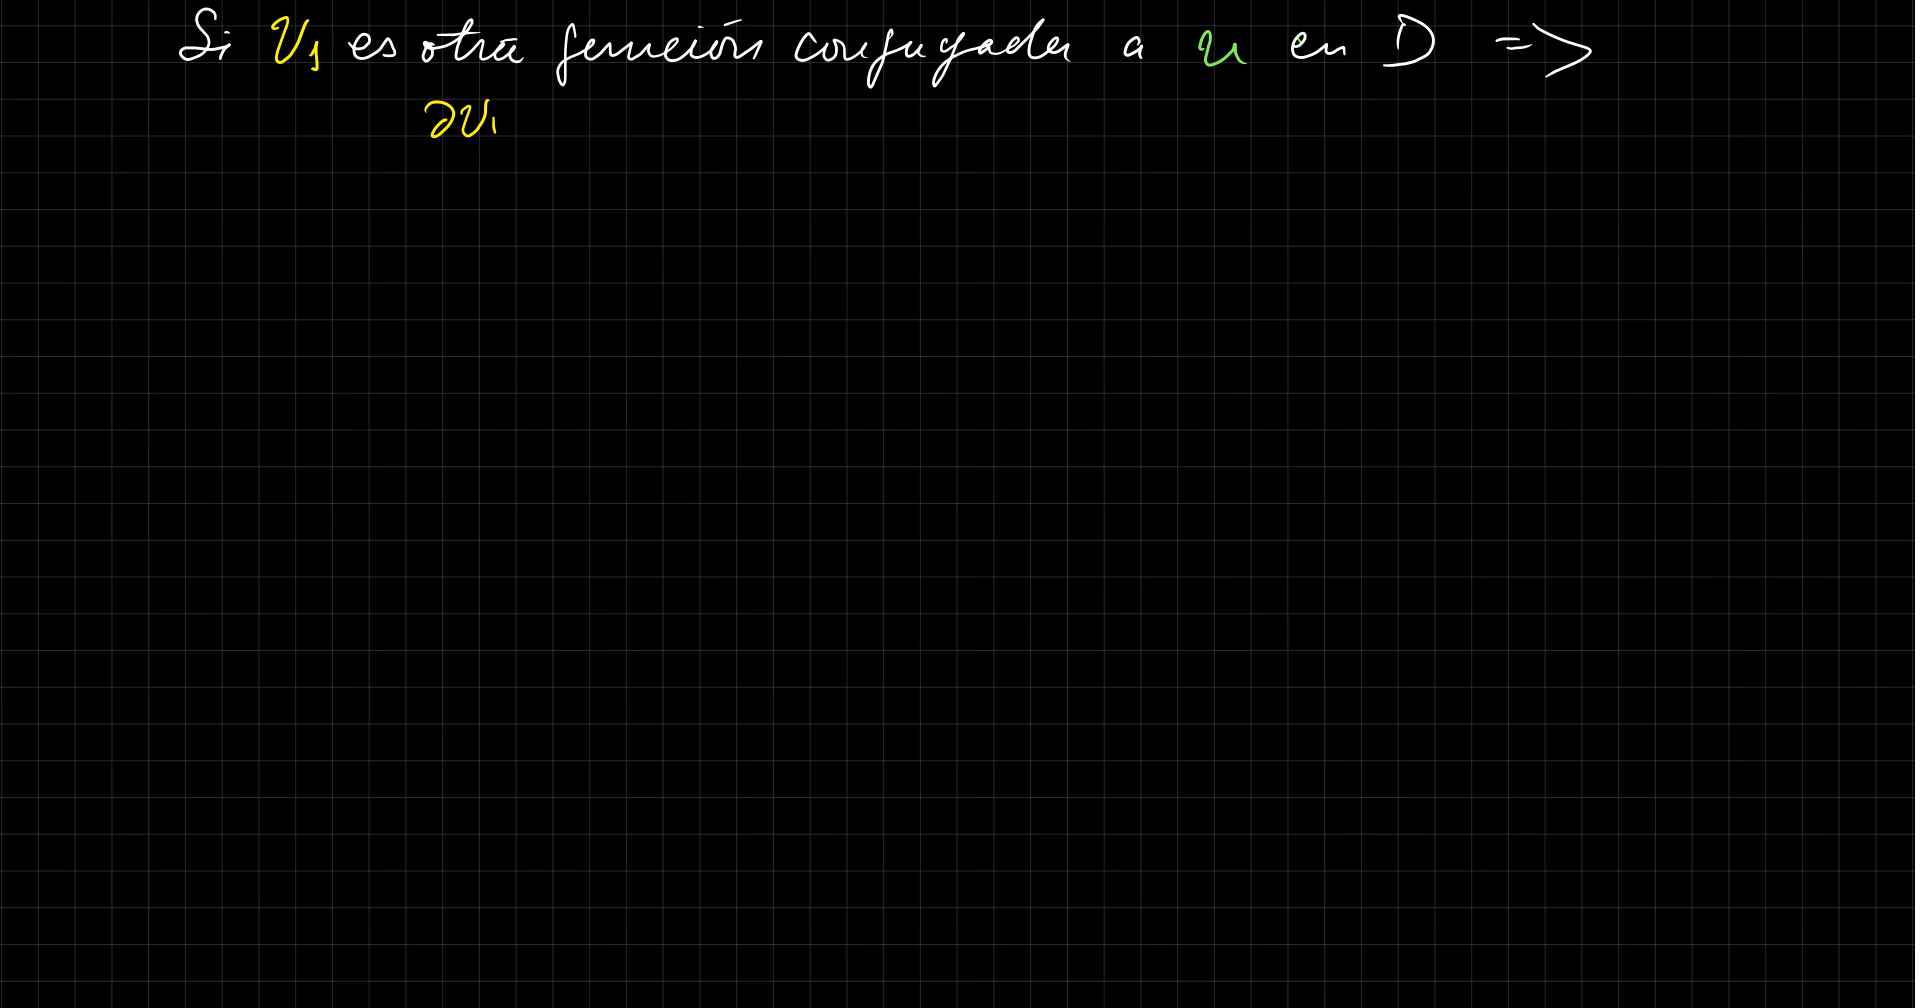 Si V₁ es otra función conjugada a u en D =>
∂V₁